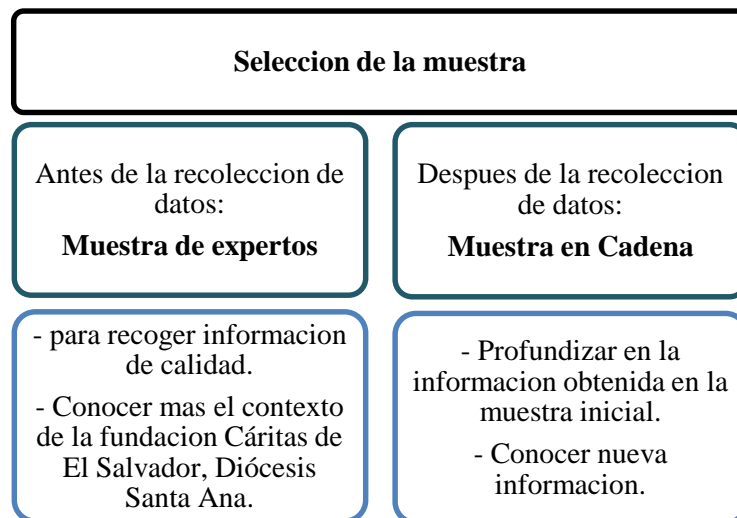 Seleccion de la muestra
Antes de la recoleccion de
datos:
Muestra de expertos
- para recoger informacion
de calidad.
- Conocer mas el contexto
de la fundacion Cáritas de
El Salvador, Diócesis
Santa Ana.
Despues de la recoleccion
de datos:
Muestra en Cadena
- Profundizar en la
informacion obtenida en la
muestra inicial.
- Conocer nueva
informacion.